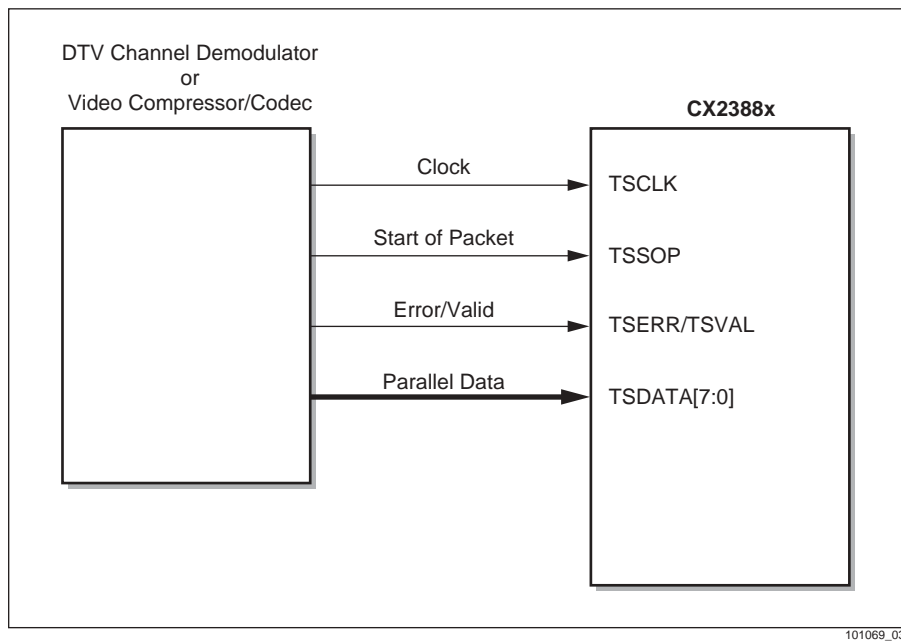 DTV Channel Demodulator
or
Video Compressor/Codec
CX2388x
Clock
TSCLK
Start of Packet
TSSOP
Error/Valid
TSERR/TSVAL
Parallel Data
TSDATA[7:0]